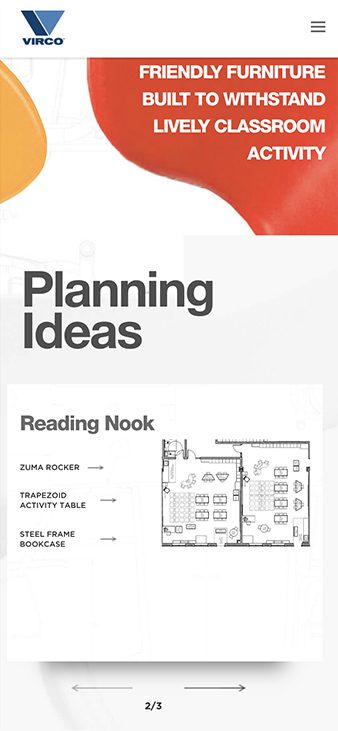 VIRCO
FRIENDLY FURNITURE
BUILT TO WITHSTAND
LIVELY CLASSROOM
ACTIVITY
Planning
Ideas
Reading Nook
ZUMA ROCKER
TRAPEZOID
ACTIVITY TABLE
STEEL FRAME
BOOKCASE
2/3